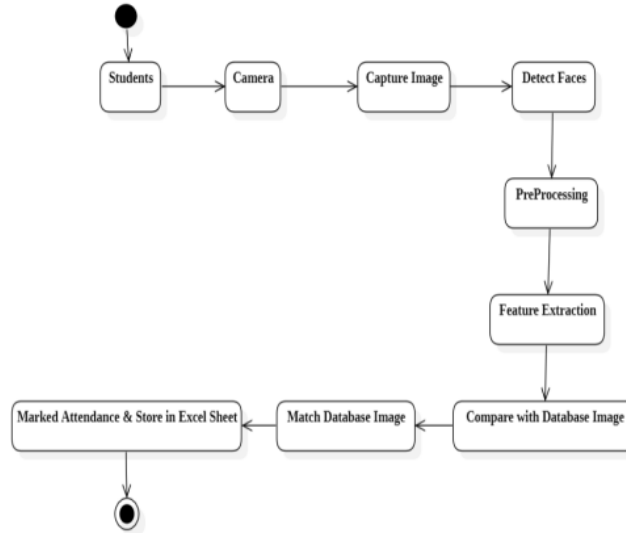 Students
Camera
Capture Image
Detect Faces
PreProcessing
Feature Extraction
Compare with Database Image
Match Database Image
Marked Attendance & Store in Excel Sheet